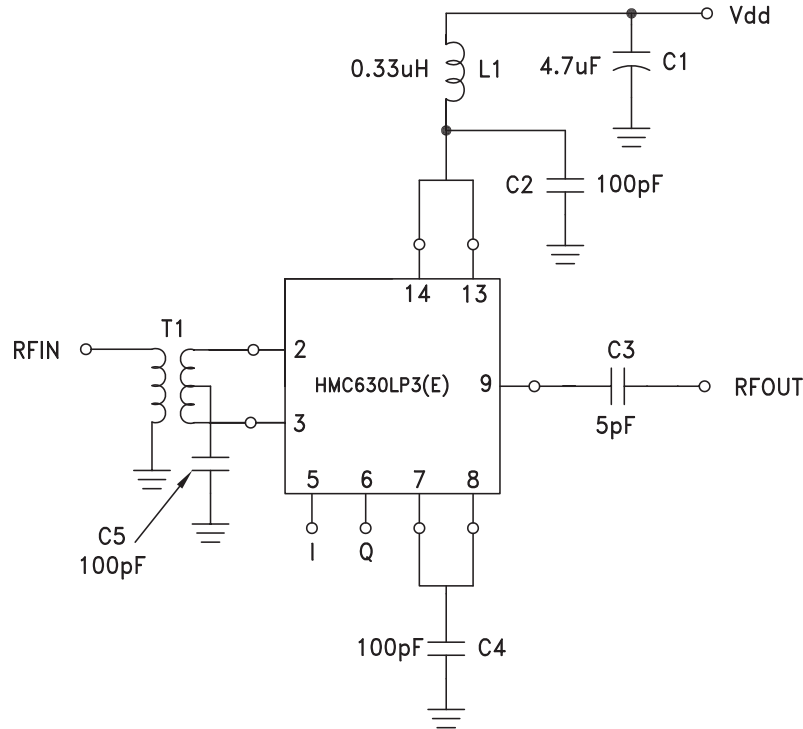 Vdd
0.33uH L1
4.7uF C1
C2 100pF
14 13
T1
RFIN
2
HMC630LP3(E)
9
C3
RFOUT
5pF
3
5 6 7 8
C5
100pF
I Q
100pF C4